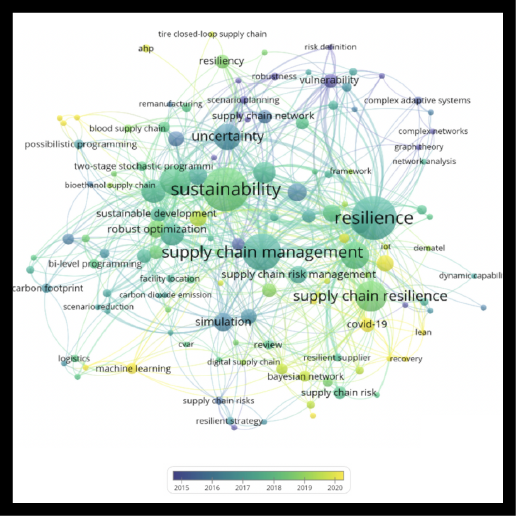 tire closed-loop supply chain
ahp
risk definition
resiliency
robustness
vulnerability
remanufacturing
scenario planning
complex adaptive systems
supply chain network
blood supply chain
uncertainty
complex networks
possibilistic programming
graph theory
network analysis
two-stage stochastic programmi
framework
bioethanol supply chain
sustainability
sustainable development
resilience
robust optimization
supply chain management
iot
dematel
bi-level programming
supply chain risk management
facility location
dynamic capabili
carbon footprint
carbon dioxide emission
supply chain resilience
scenario reduction
simulation
covid-19
lean
cvar
review
logistics
digital supply chain
resilient supplier
recovery
machine learning
bayesian network
supply chain risk
supply chain risks
resilient strategy
2015 2016 2017 2018 2019 2020